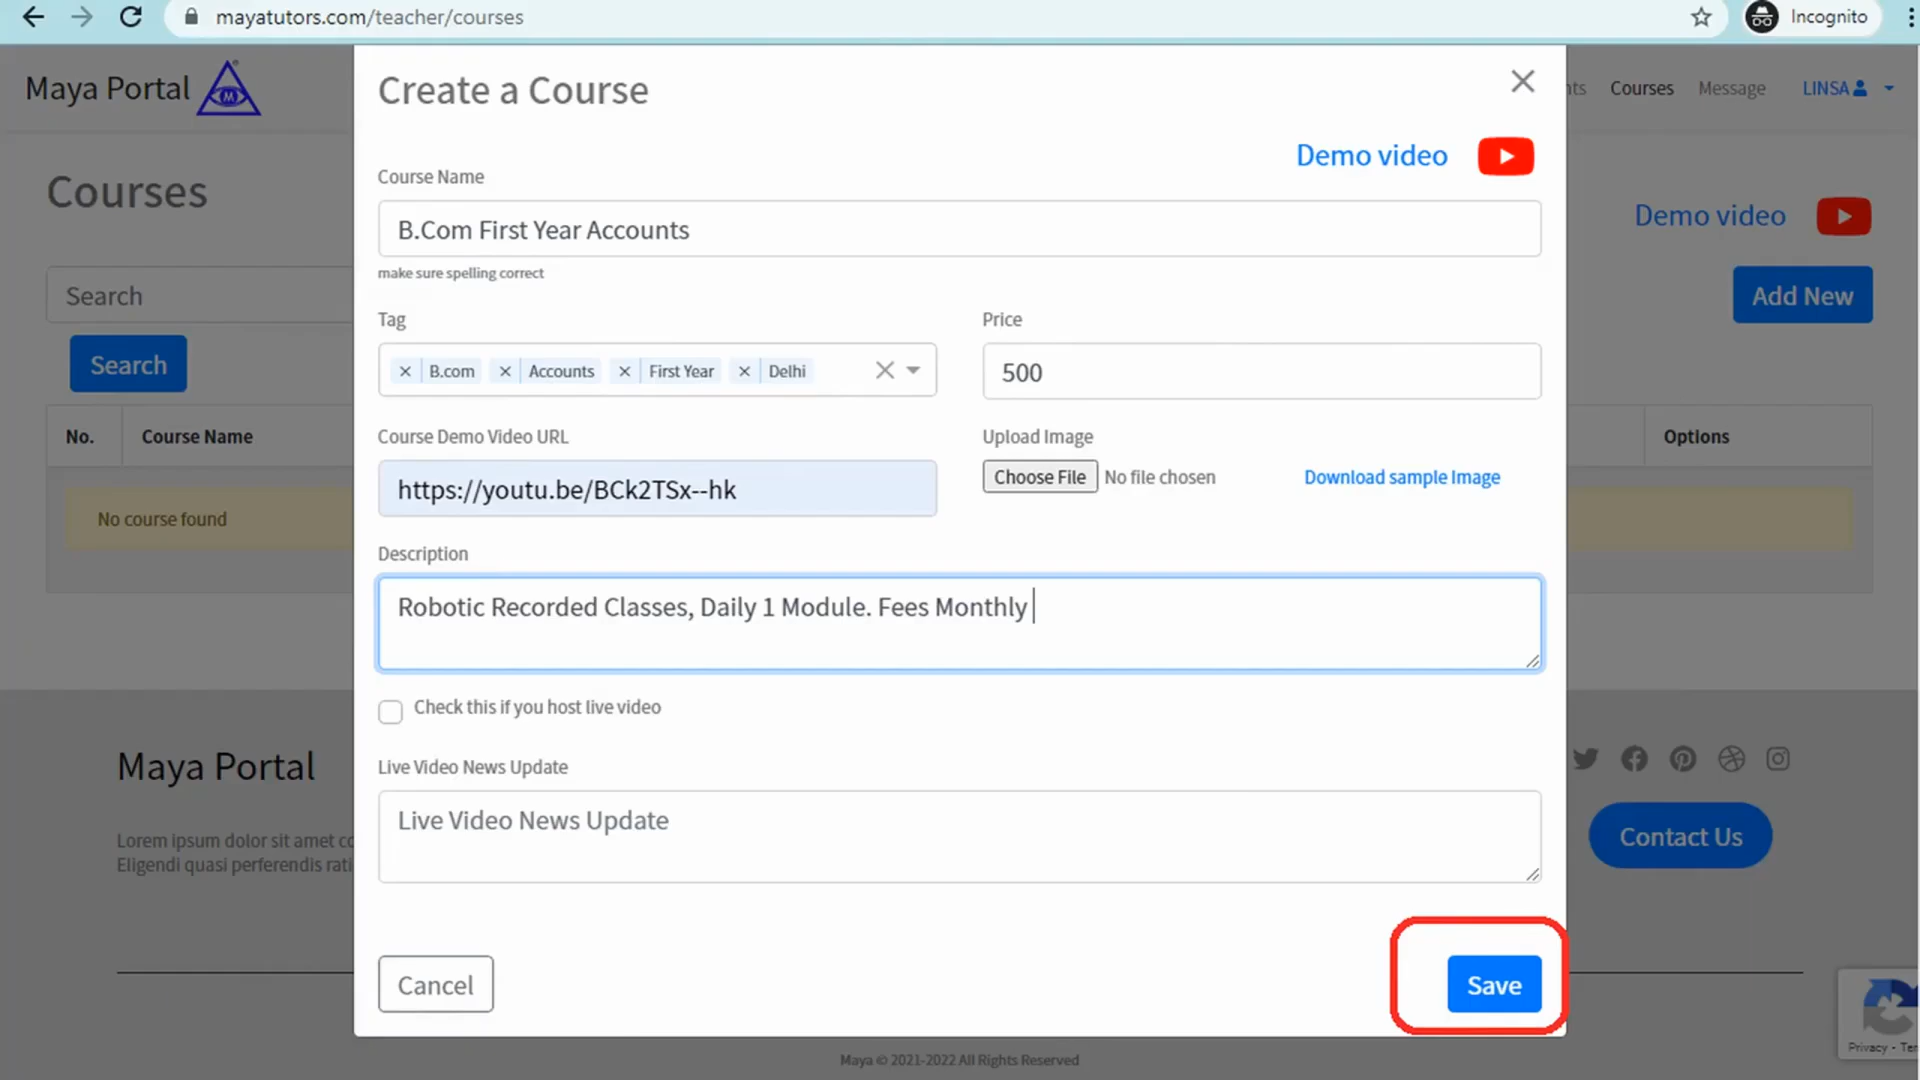 mayatutors.com/teacher/courses
Incognito
Maya Portal
M
Courses
Message
LINSA
Create a Course
Demo video
Courses
Demo video
Course Name
B.Com First Year Accounts
make sure spelling correct
Search
Add New
Search
Tag
Price
× B.com × Accounts × First Year × Delhi
500
No.
Course Name
Options
Course Demo Video URL
Upload Image
https://youtu.be/BCk2TSx--hk
Choose File No file chosen
Download sample Image
No course found
Description
Robotic Recorded Classes, Daily 1 Module. Fees Monthly
Check this if you host live video
Live Video News Update
Live Video News Update
Maya Portal
Lorem ipsum dolor sit amet
Eligendi quasi perferendis
Contact Us
Cancel
Save
Privacy -
Maya © 2021-2022 All Rights Reserved